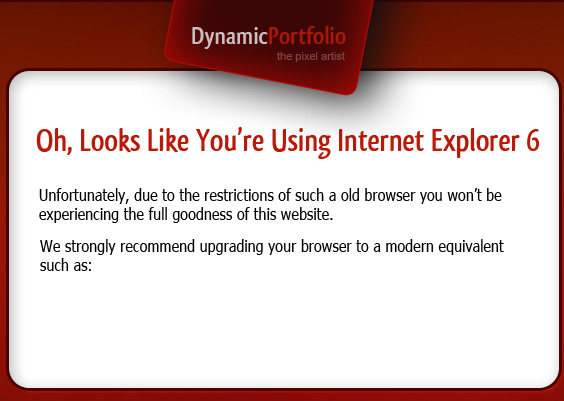 DynamicPortfolio
the pixel artist
Oh, Looks Like You're Using Internet Explorer 6
Unfortunately, due to the restrictions of such a old browser you won't be
experiencing the full goodness of this website.
We strongly recommend upgrading your browser to a modern equivalent
such as: